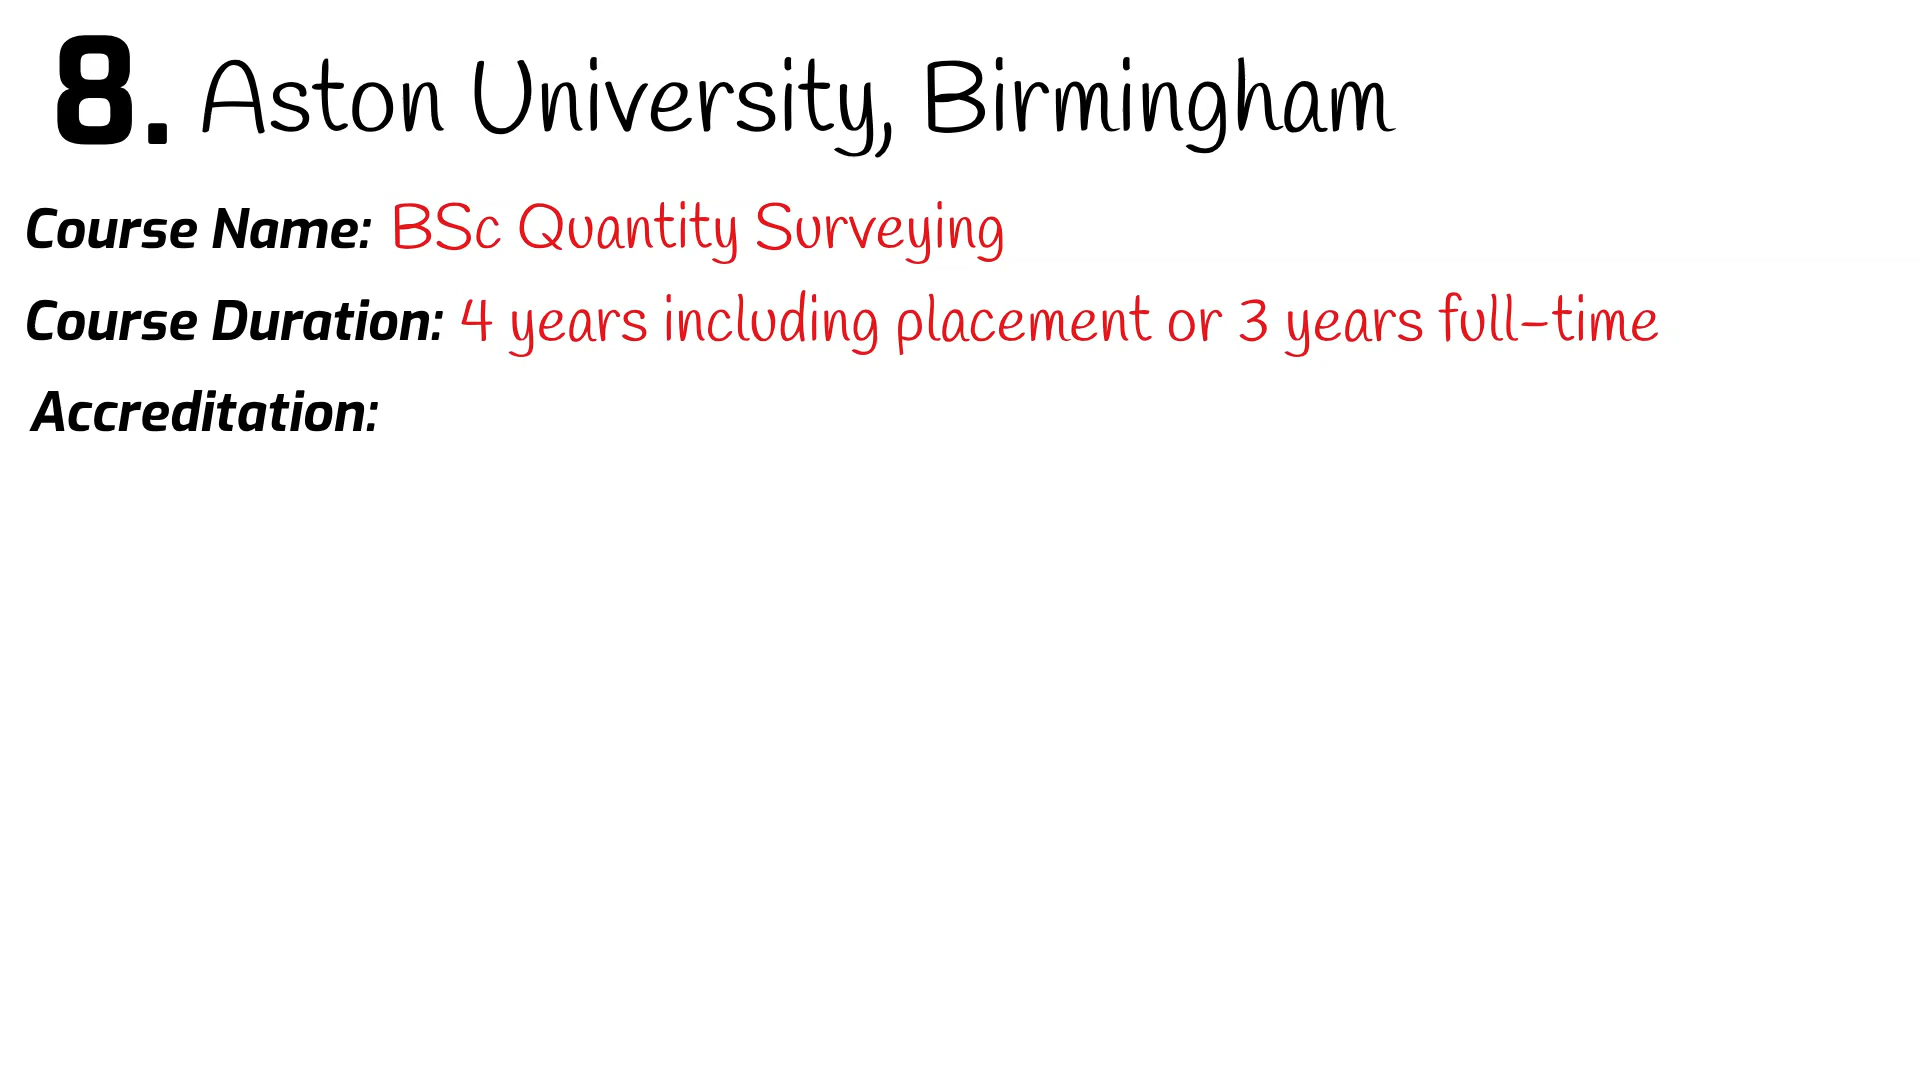 8. Aston University, Birmingham
Course Name: BSc Quantity Surveying
Course Duration: 4 years including placement or 3 years full-time
Accreditation: